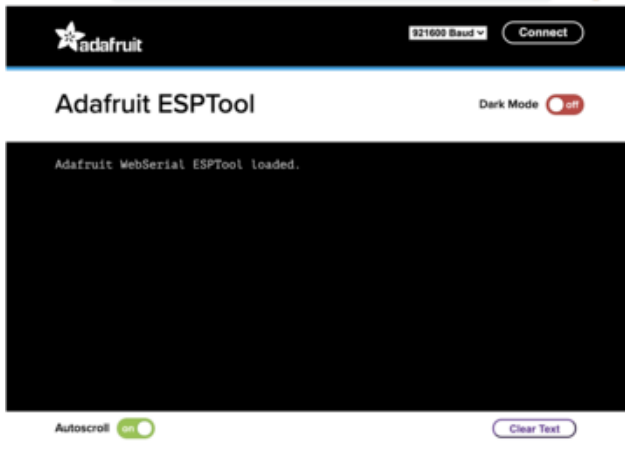 adafruit
921600 Baud
Connect
Adafruit ESPTool
Dark Mode
off
Adafruit WebSerial ESPTool loaded.
Autoscroll
on
Clear Text